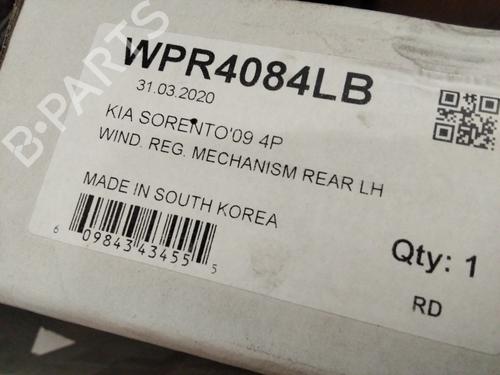 WPR4084LB
31.03.2020
KIA SORENTO'09 4P
WIND. REG. MECHANISM REAR LH
MADE IN SOUTH KOREA
6 09843 43455 5
Qty: 1
RD
B-PARTS